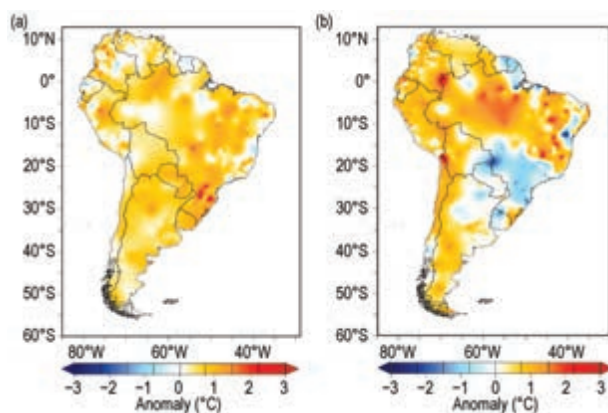 (a) (b)
10°N 10°N
0° 0°
10°S 10°S
20°S 20°S
30°S 30°S
40°S 40°S
50°S 50°S
60°S 60°S
80°W 60°W 40°W 80°W 60°W 40°W
−3 −2 −1 0 1 2 3 −3 −2 −1 0 1 2 3
Anomaly (°C) Anomaly (°C)